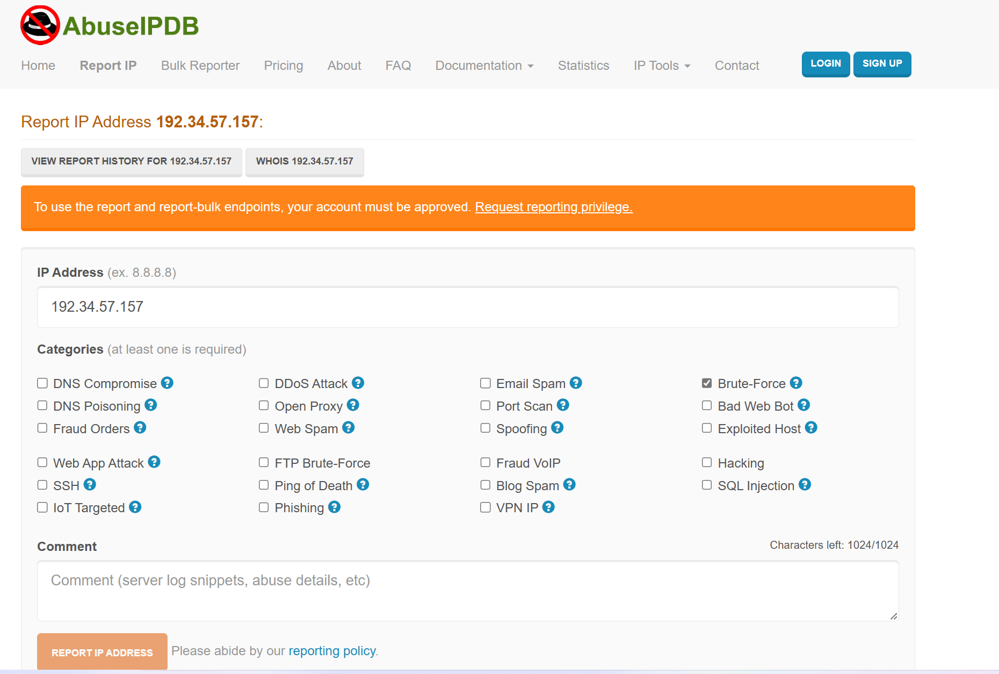 AbuseIPDB
Home Report IP Bulk Reporter Pricing About FAQ Documentation Statistics IP Tools Contact LOGIN SIGN UP
Report IP Address 192.34.57.157:
VIEW REPORT HISTORY FOR 192.34.57.157 WHOIS 192.34.57.157
To use the report and report-bulk endpoints, your account must be approved. Request reporting privilege.
IP Address (ex. 8.8.8.8)
192.34.57.157
Categories (at least one is required)
DNS Compromise ? DDoS Attack ? Email Spam ? Brute-Force ?
DNS Poisoning ? Open Proxy ? Port Scan ? Bad Web Bot ?
Fraud Orders ? Web Spam ? Spoofing ? Exploited Host ?
Web App Attack ? FTP Brute-Force Fraud VoIP Hacking
SSH ? Ping of Death ? Blog Spam ? SQL Injection ?
IoT Targeted ? Phishing ? VPN IP ?
Comment Characters left: 1024/1024
Comment (server log snippets, abuse details, etc)
REPORT IP ADDRESS Please abide by our reporting policy.